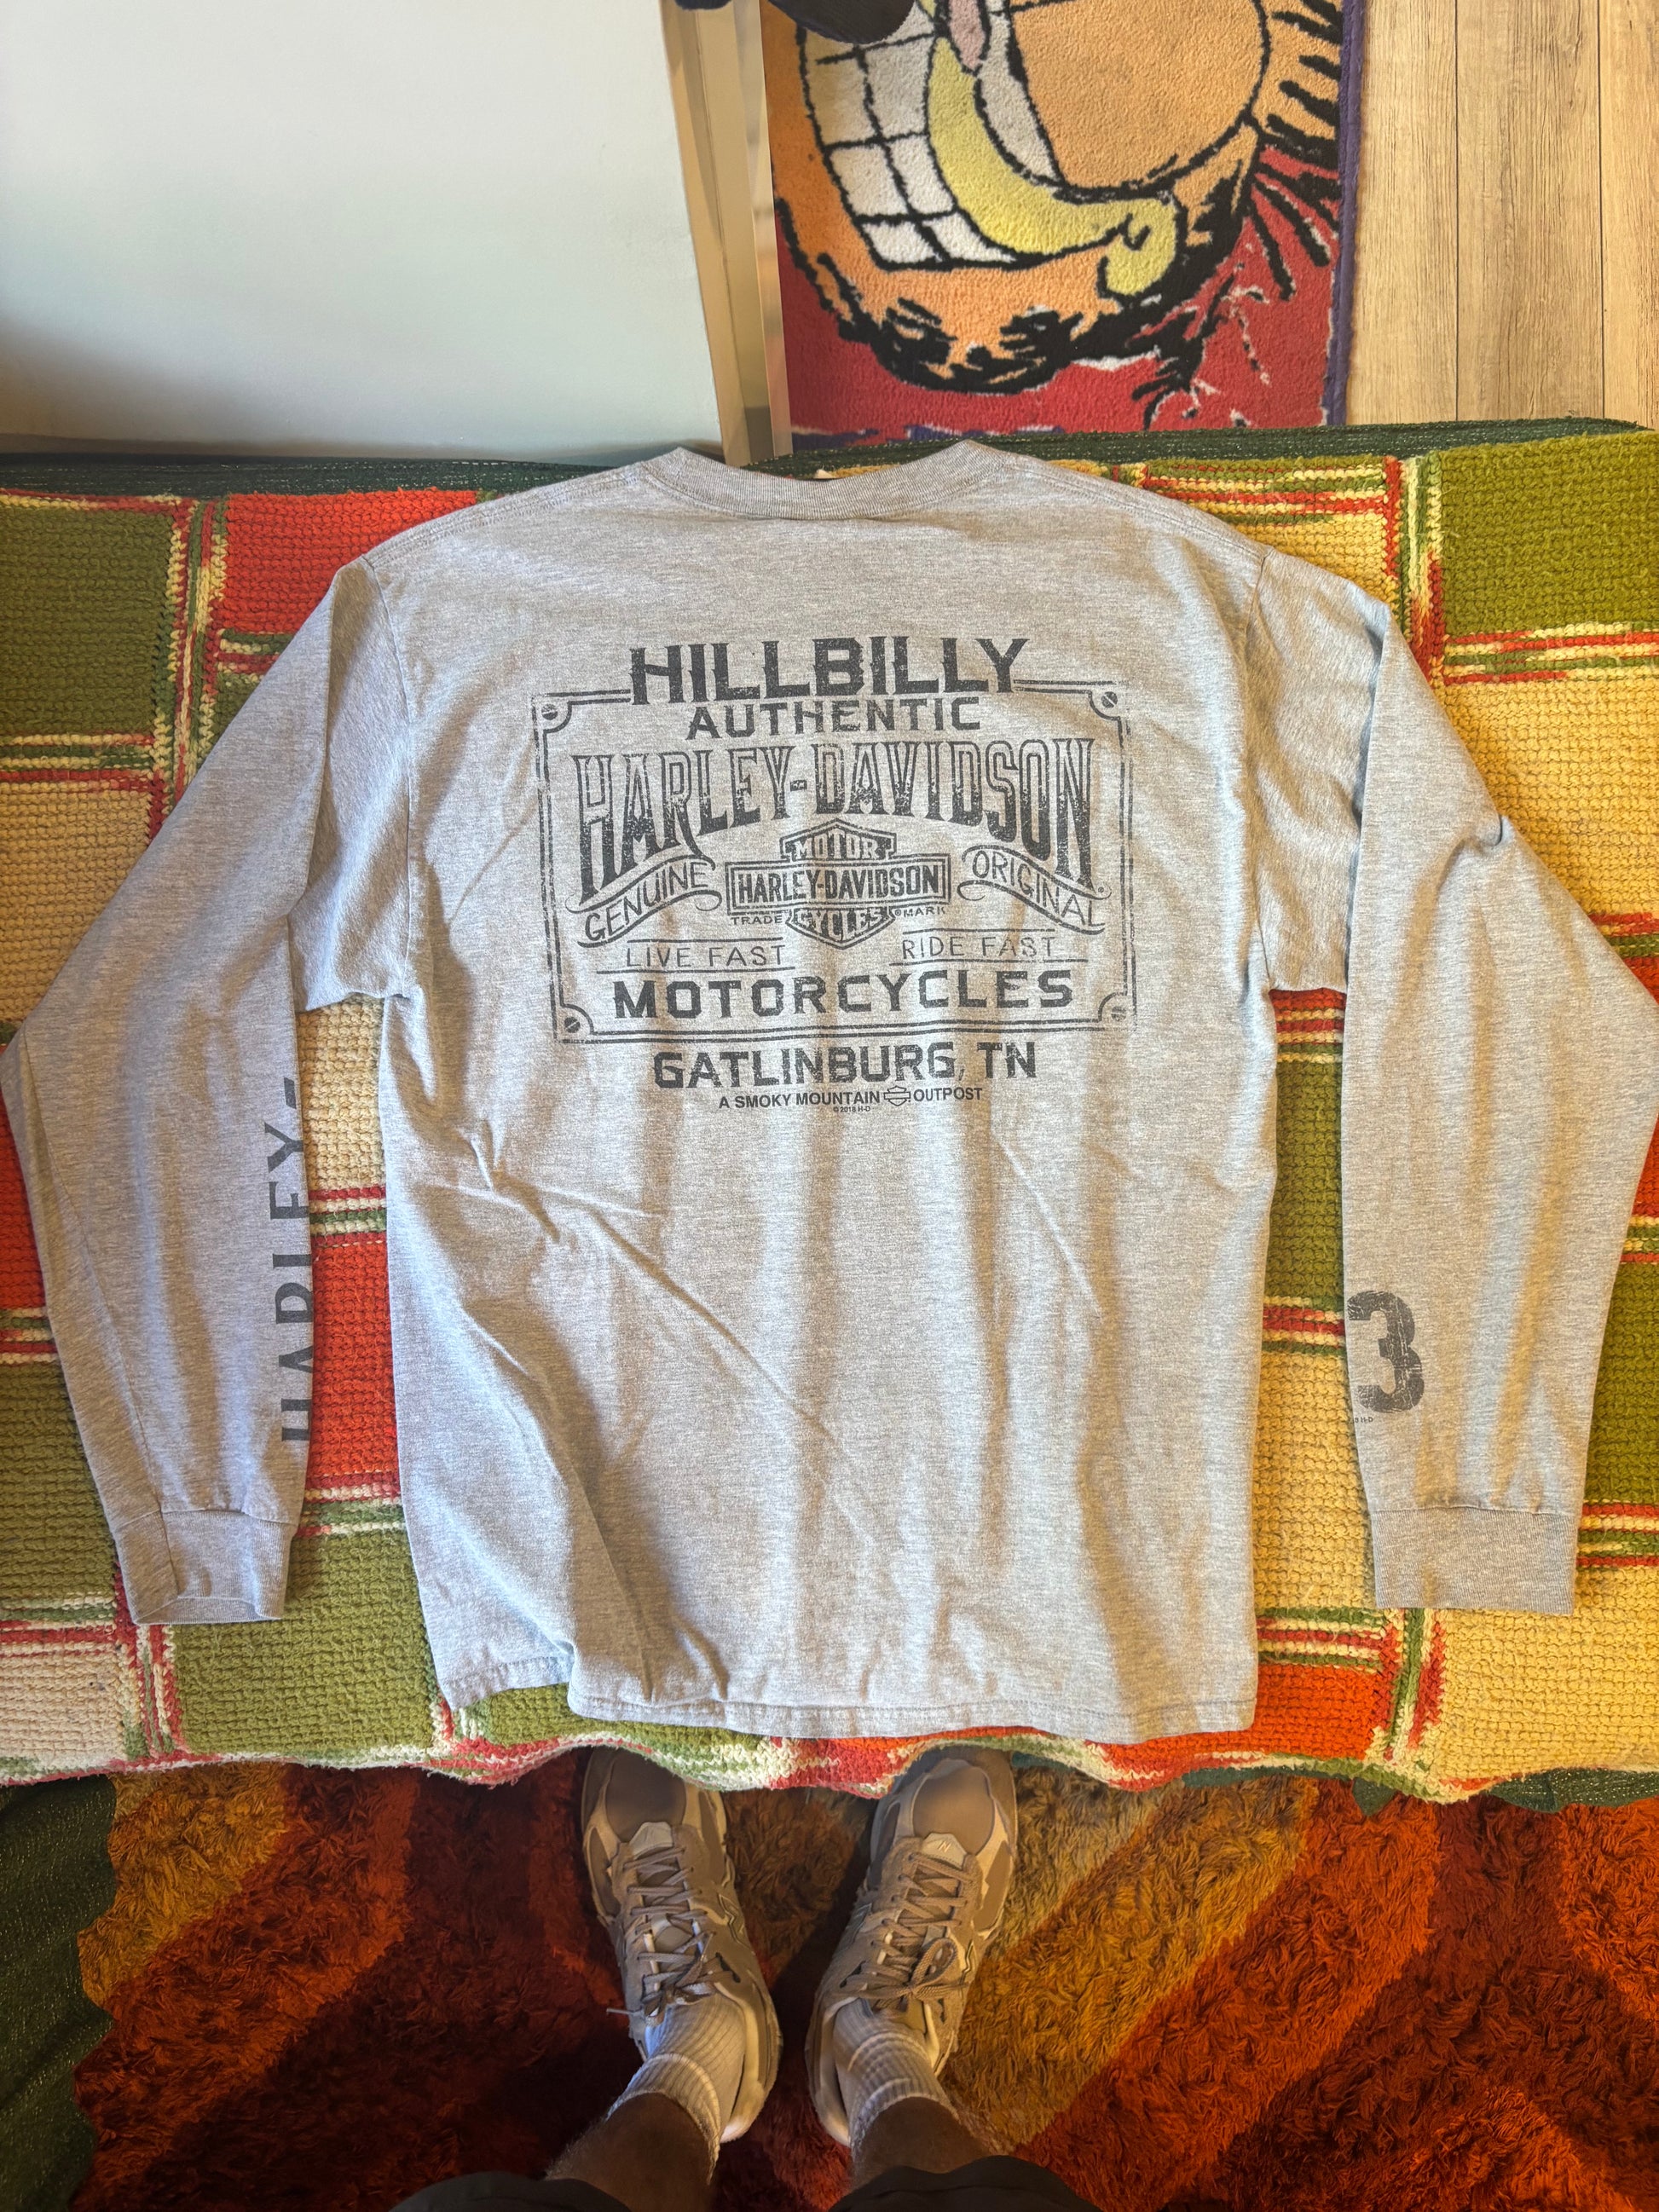 HILLBILLY
AUTHENTIC
HARLEY-DAVIDSON
GENUINE
MOTOR
HARLEY-DAVIDSON
CYCLES
TRADE
®MARK
ORIGINAL
LIVE FAST
RIDE FAST
MOTORCYCLES
GATLINBURG, TN
A SMOKY MOUNTAIN OUTPOST
©2018 H-D
HARLEY-
3
H-D